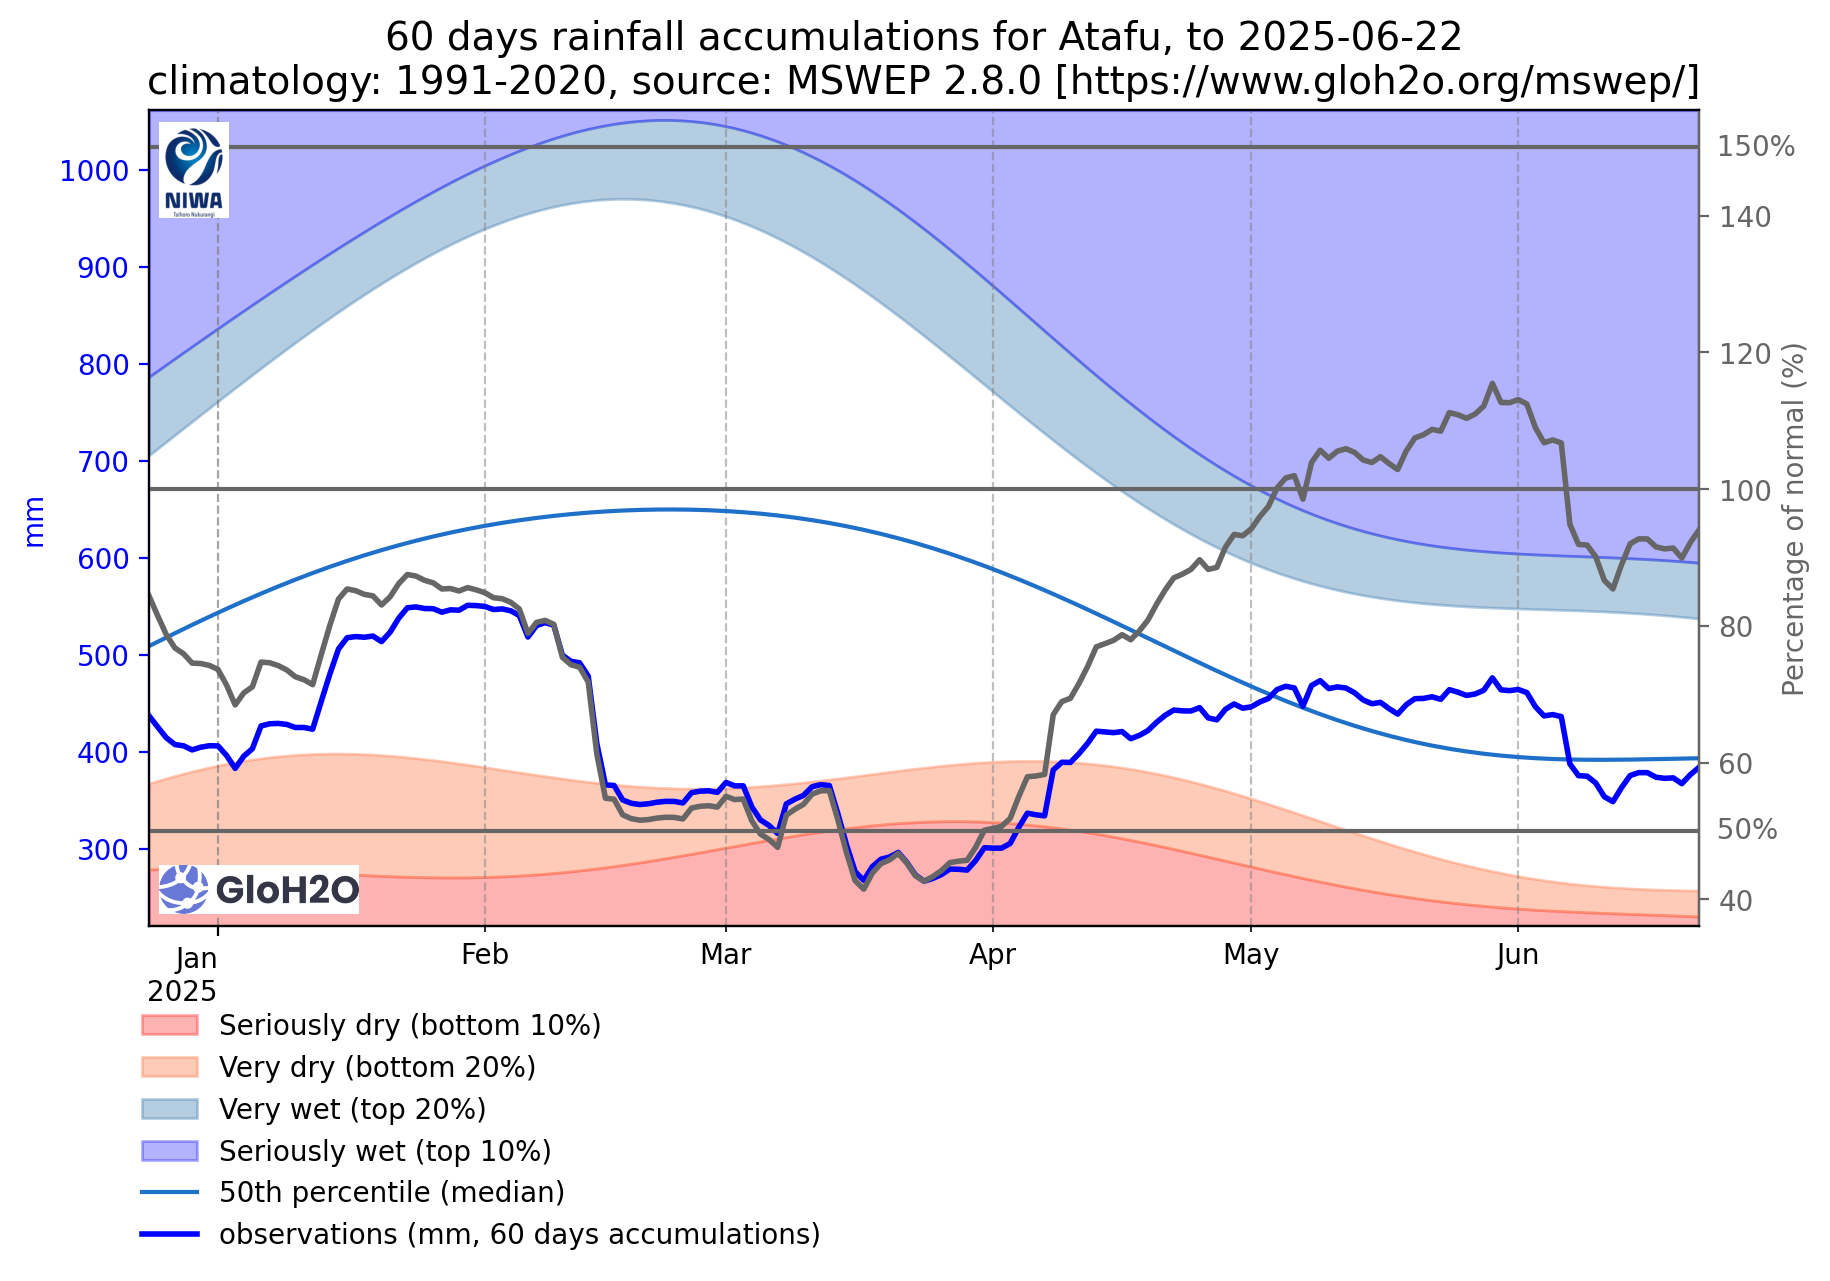 60 days rainfall accumulations for Atafu, to 2025-06-22
climatology: 1991-2020, source: MSWEP 2.8.0 [https://www.gloh2o.org/mswep/]
NIWA
Taihoro Nukurangi
1000
900
800
700
600
500
400
300
mm
150%
140
120
100
80
60
50%
40
Percentage of normal (%)
GloH2O
Jan
2025
Feb
Mar
Apr
May
Jun
Seriously dry (bottom 10%)
Very dry (bottom 20%)
Very wet (top 20%)
Seriously wet (top 10%)
50th percentile (median)
observations (mm, 60 days accumulations)